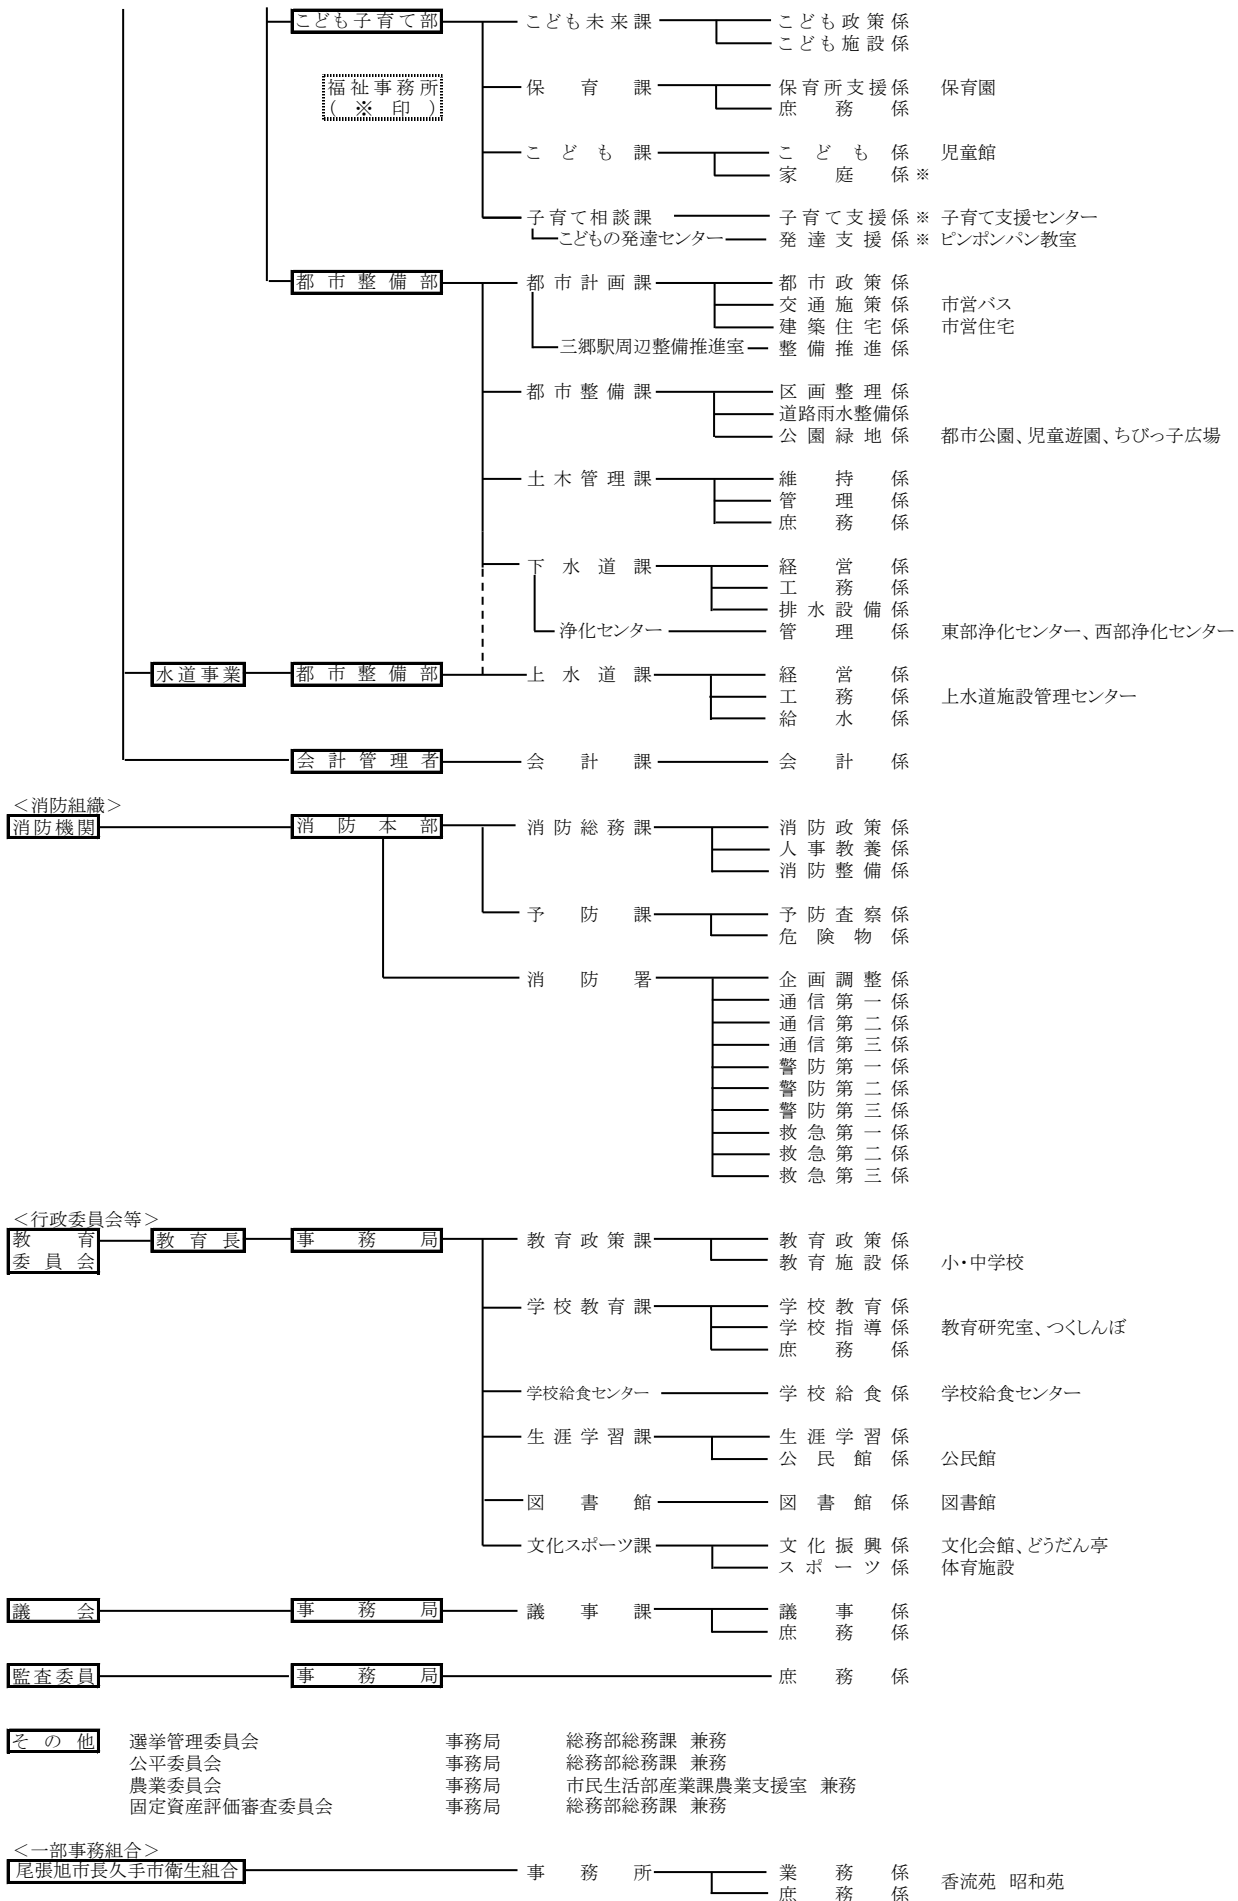 こども子育て部 こども未来課 こども政策係
こども施設係
福祉事務所 保育課 保育所支援係 保育園
(※印) 庶務係
こども課 こども係 児童館
家庭係※
子育て相談課 子育て支援係※ 子育て支援センター
こどもの発達センター 発達支援係※ ピンポンパン教室
都市整備部 都市計画課 都市政策係
交通施策係 市営バス
建築住宅係 市営住宅
三郷駅周辺整備推進室 整備推進係
都市整備課 区画整理係
道路雨水整備係
公園緑地係 都市公園、児童遊園、ちびっ子広場
土木管理課 維持係
管理係
庶務係
下水道課 経営係
工務係
排水設備係
浄化センター 管理係 東部浄化センター、西部浄化センター
水道事業 都市整備部 上水道課 経営係
工務係 上水道施設管理センター
給水係
会計管理者 会計課 会計係
＜消防組織＞
消防機関 消防本部 消防総務課 消防政策係
人事教養係
消防整備係
予防課 予防査察係
危険物係
消防署 企画調整係
通信第一係
通信第二係
通信第三係
警防第一係
警防第二係
警防第三係
救急第一係
救急第二係
救急第三係
＜行政委員会等＞
教育委員会 教育長 事務局 教育政策課 教育政策係
教育施設係 小・中学校
学校教育課 学校教育係
学校指導係 教育研究室、つくしんぼ
庶務係
学校給食センター 学校給食係 学校給食センター
生涯学習課 生涯学習係
公民館係 公民館
図書館 図書館係 図書館
文化スポーツ課 文化振興係 文化会館、どうだん亭
スポーツ係 体育施設
議会 事務局 議事課 議事係
庶務係
監査委員 事務局 庶務係
その他 選挙管理委員会 事務局 総務部総務課 兼務
公平委員会 事務局 総務部総務課 兼務
農業委員会 事務局 市民生活部産業課農業支援室 兼務
固定資産評価審査委員会 事務局 総務部総務課 兼務
＜一部事務組合＞
尾張旭市長久手市衛生組合 事務所 業務係 香流苑 昭和苑
庶務係